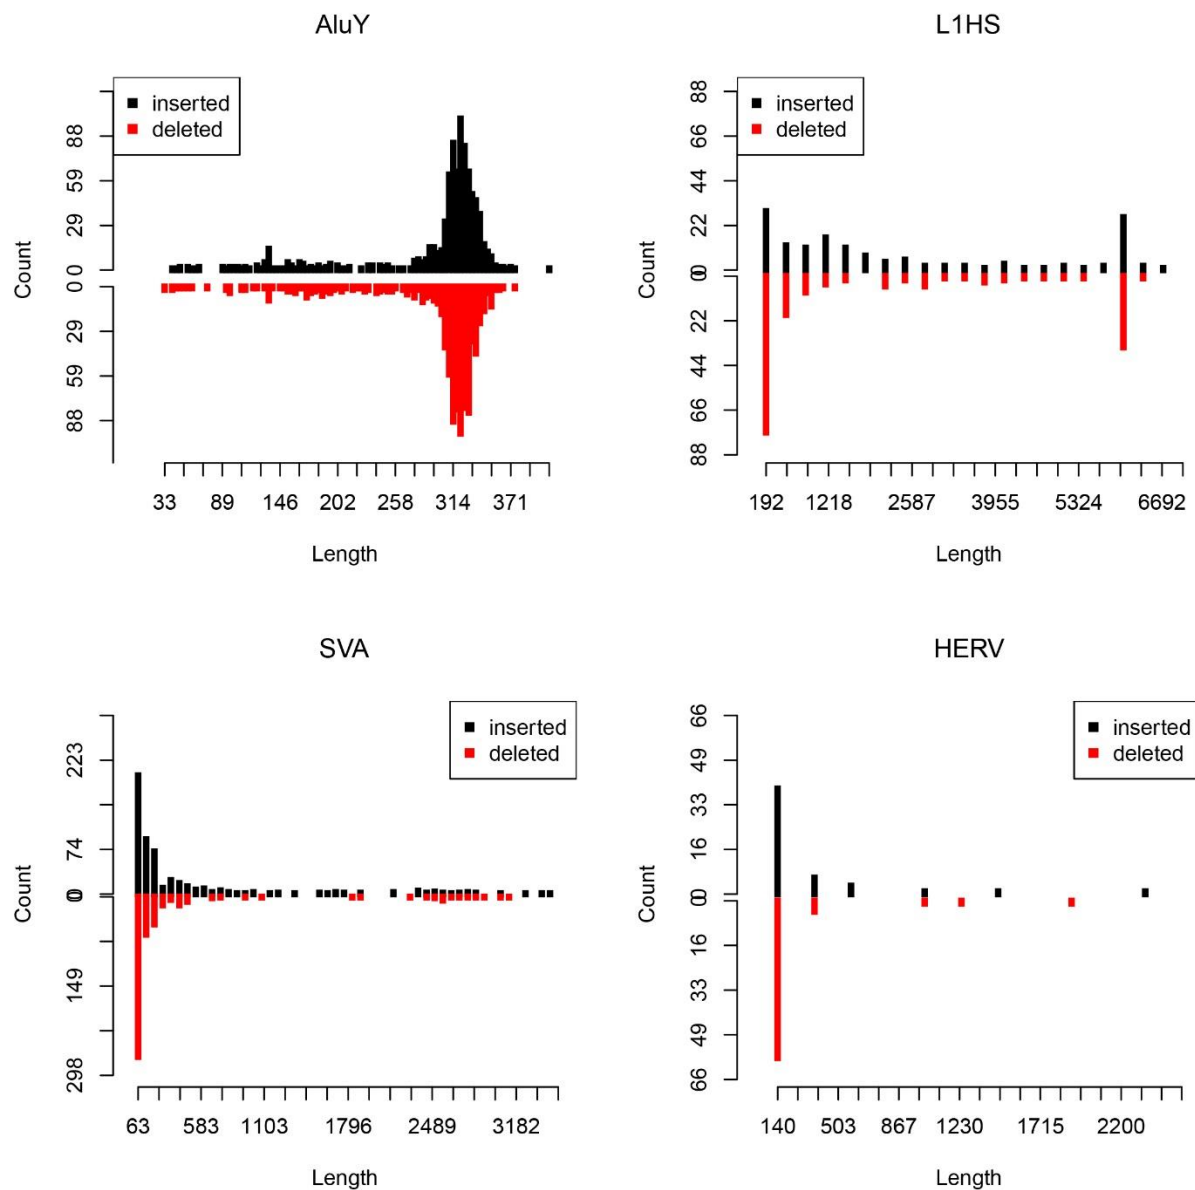 AluY
inserted
deleted
Count
88
59
29
0
0
29
59
88
33 89 146 202 258 314 371
Length
L1HS
inserted
deleted
Count
88
66
44
22
0
0
22
44
66
88
192 1218 2587 3955 5324 6692
Length
SVA
inserted
deleted
Count
223
74
0
0
149
298
63 583 1103 1796 2489 3182
Length
HERV
inserted
deleted
Count
66
49
33
16
0
0
16
33
49
66
140 503 867 1230 1715 2200
Length